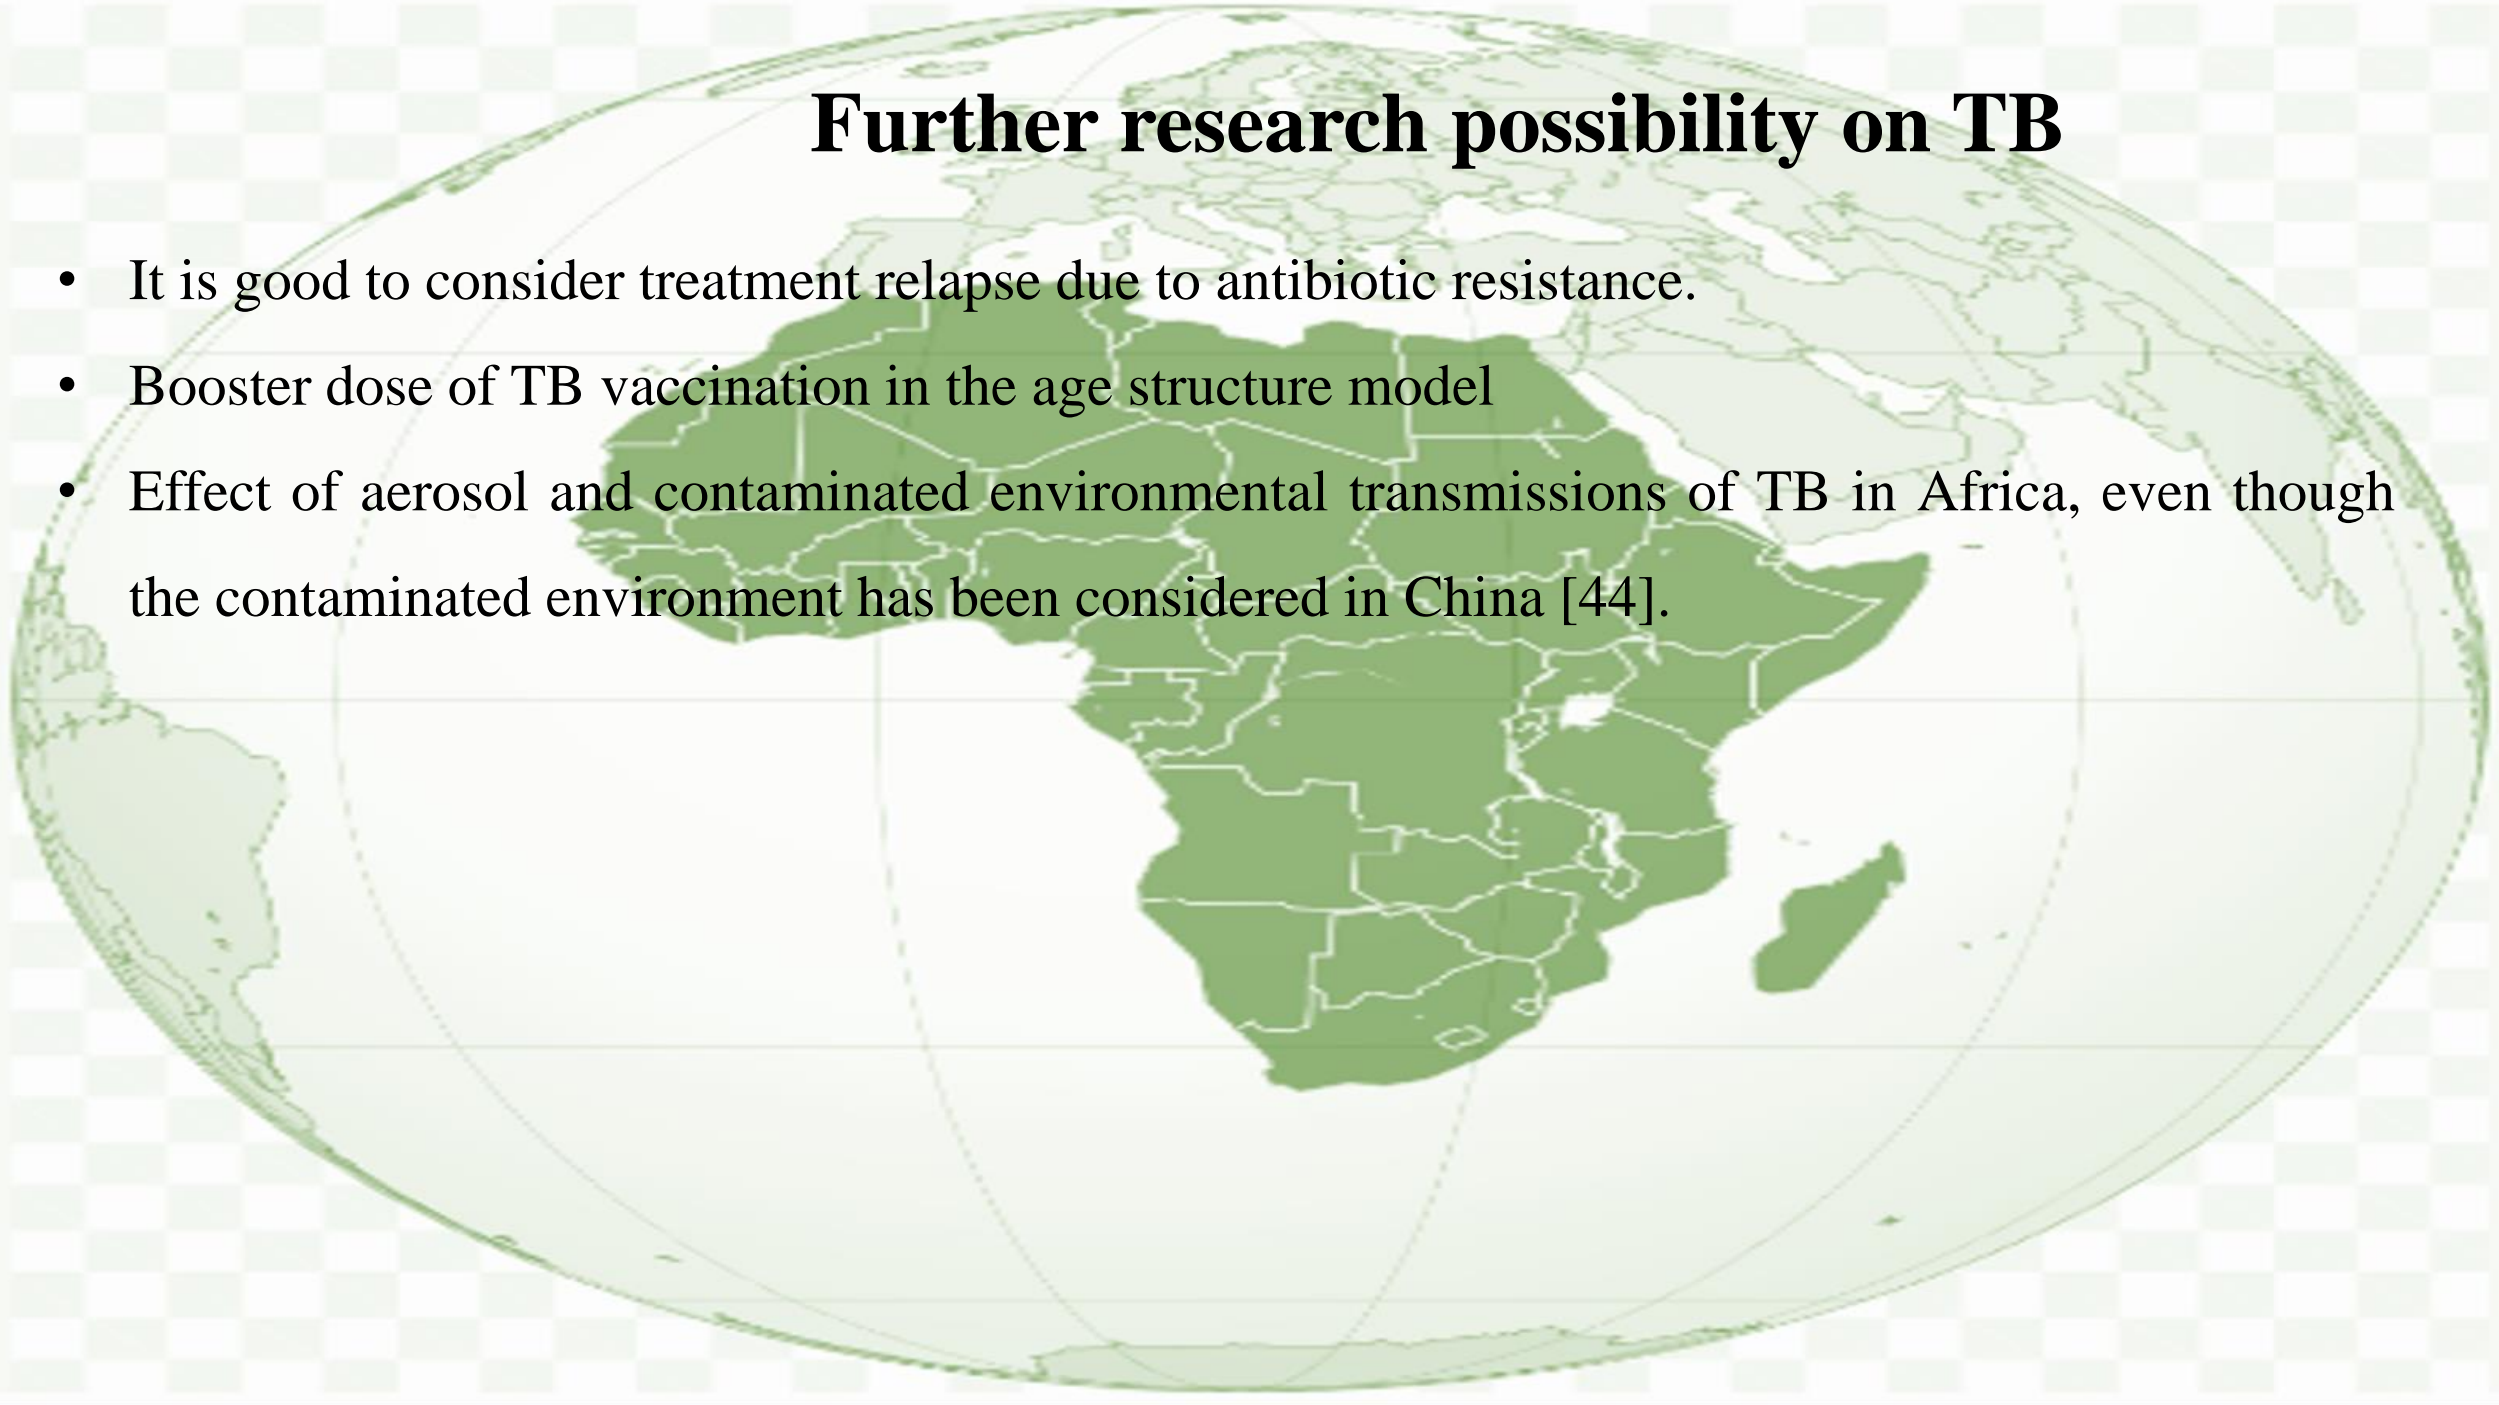 Further research possibility on TB
• It is good to consider treatment relapse due to antibiotic resistance.
• Booster dose of TB vaccination in the age structure model
• Effect of aerosol and contaminated environmental transmissions of TB in Africa, even though
the contaminated environment has been considered in China [44].